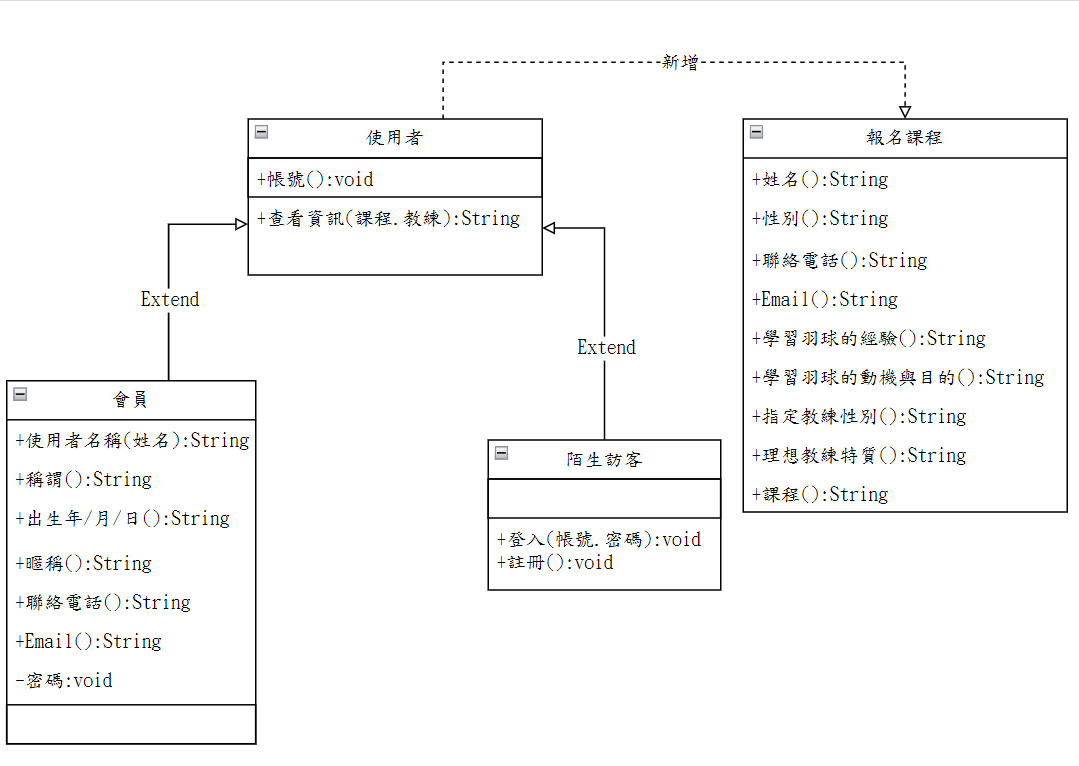 新增
使用者
+帳號():void
+查看資訊(課程.教練):String
報名課程
+姓名():String
+性別():String
+聯絡電話():String
+Email():String
+學習羽球的經驗():String
+學習羽球的動機與目的():String
+指定教練性別():String
+理想教練特質():String
+課程():String
Extend
Extend
會員
+使用者名稱(姓名):String
+稱謂():String
+出生年/月/日():String
+暱稱():String
+聯絡電話():String
+Email():String
-密碼:void
陌生訪客
+登入(帳號.密碼):void
+註冊():void